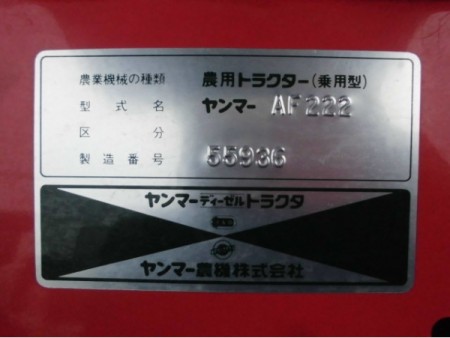 農業機械の種類 農用トラクター(乗用型)
型式名 ヤンマー AF222
区分
製造番号 55936
ヤンマーディーゼルトラクタ
ヤンマー農機株式会社